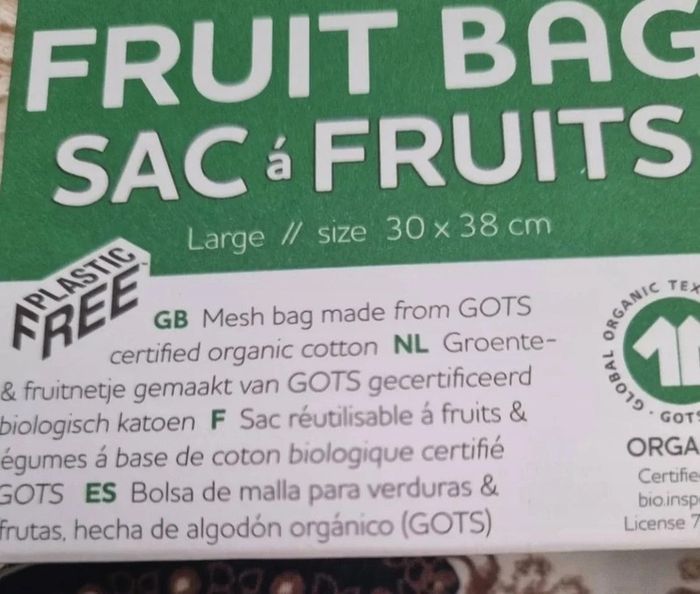 FRUIT BAG
SAC á FRUITS
Large // size 30 x 38 cm
PLASTIC
FREE
GB Mesh bag made from GOTS
certified organic cotton NL Groente-
& fruitnetje gemaakt van GOTS gecertificeerd
biologisch katoen F Sac réutilisable á fruits &
égumes á base de coton biologique certifié
GOTS ES Bolsa de malla para verduras &
frutas, hecha de algodón orgánico (GOTS)
GLOBAL ORGANIC TEX
GOTS
ORGA
Certifie
bio.insp
License 7